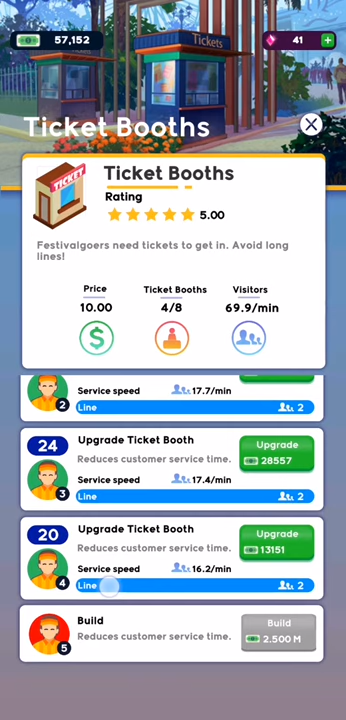 57,152
41
Tickets
Ticket Booths
TICKET
Ticket Booths
Rating
5.00
Festivalgoers need tickets to get in. Avoid long
lines!
Price
Ticket Booths
Visitors
10.00
4/8
69.9/min
$
Service speed
17.7/min
2
Line
2
24
Upgrade Ticket Booth
Reduces customer service time.
Upgrade
28557
Service speed
17.4/min
3
Line
2
20
Upgrade Ticket Booth
Reduces customer service time.
Upgrade
13151
Service speed
16.2/min
4
Line
2
Build
Reduces customer service time.
Build
2.500 M
5